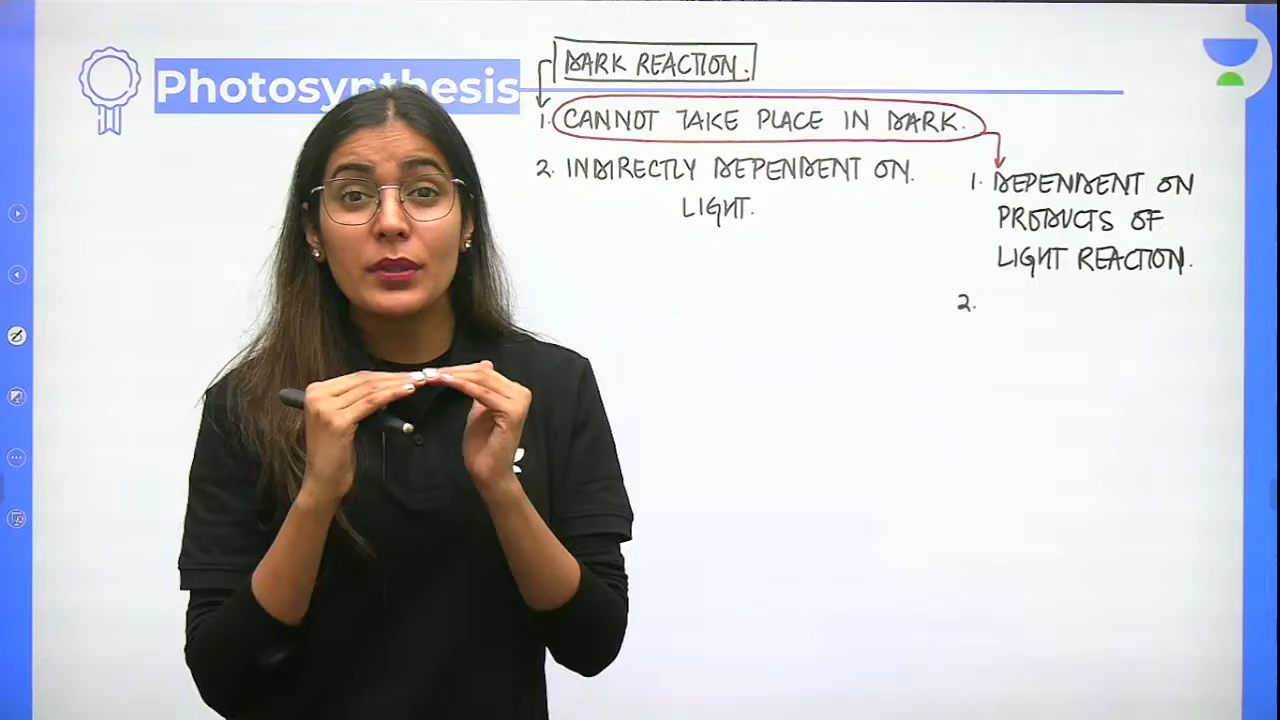 Photosynthesis
DARK REACTION.
1. CANNOT TAKE PLACE IN DARK.
2. INDIRECTLY DEPENDENT ON
LIGHT.
1. DEPENDENT ON
PRODUCTS OF
LIGHT REACTION.
2.